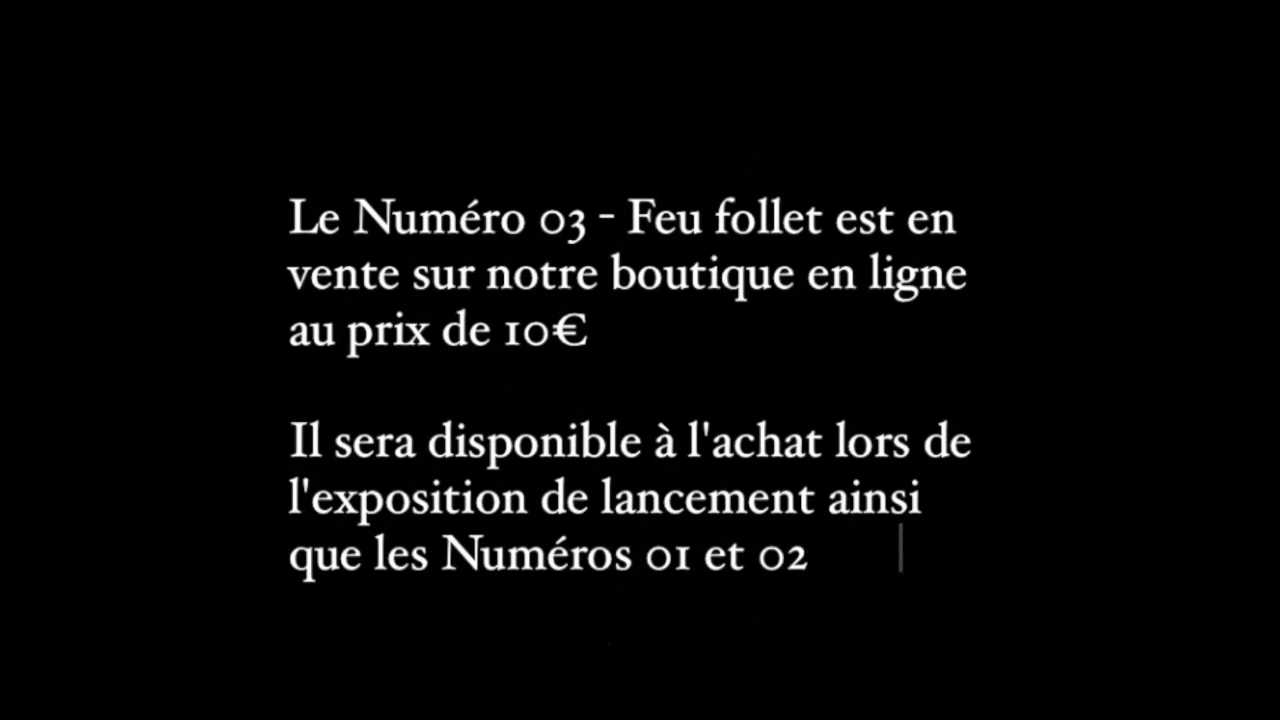 Le Numéro 03 - Feu follet est en
vente sur notre boutique en ligne
au prix de 10€
Il sera disponible à l'achat lors de
l'exposition de lancement ainsi
que les Numéros 01 et 02